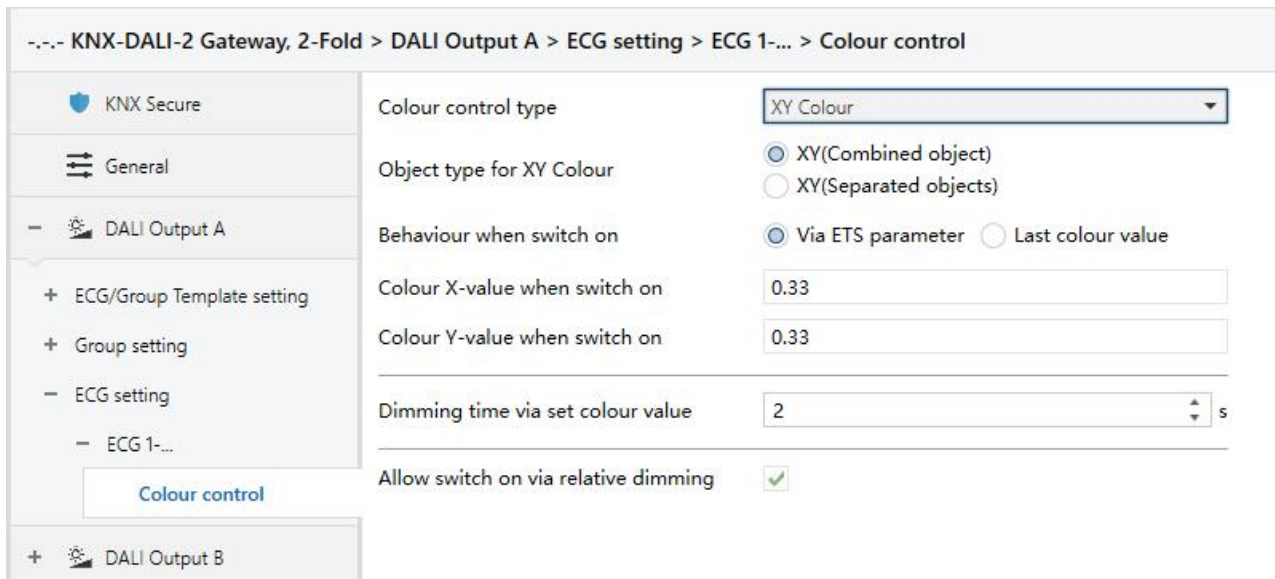 -.-.- KNX-DALI-2 Gateway, 2-Fold > DALI Output A > ECG setting > ECG 1-... > Colour control
KNX Secure
General
− DALI Output A
+ ECG/Group Template setting
+ Group setting
− ECG setting
− ECG 1-...
Colour control
+ DALI Output B
Colour control type XY Colour
Object type for XY Colour XY(Combined object)
XY(Separated objects)
Behaviour when switch on Via ETS parameter Last colour value
Colour X-value when switch on 0.33
Colour Y-value when switch on 0.33
Dimming time via set colour value 2 s
Allow switch on via relative dimming